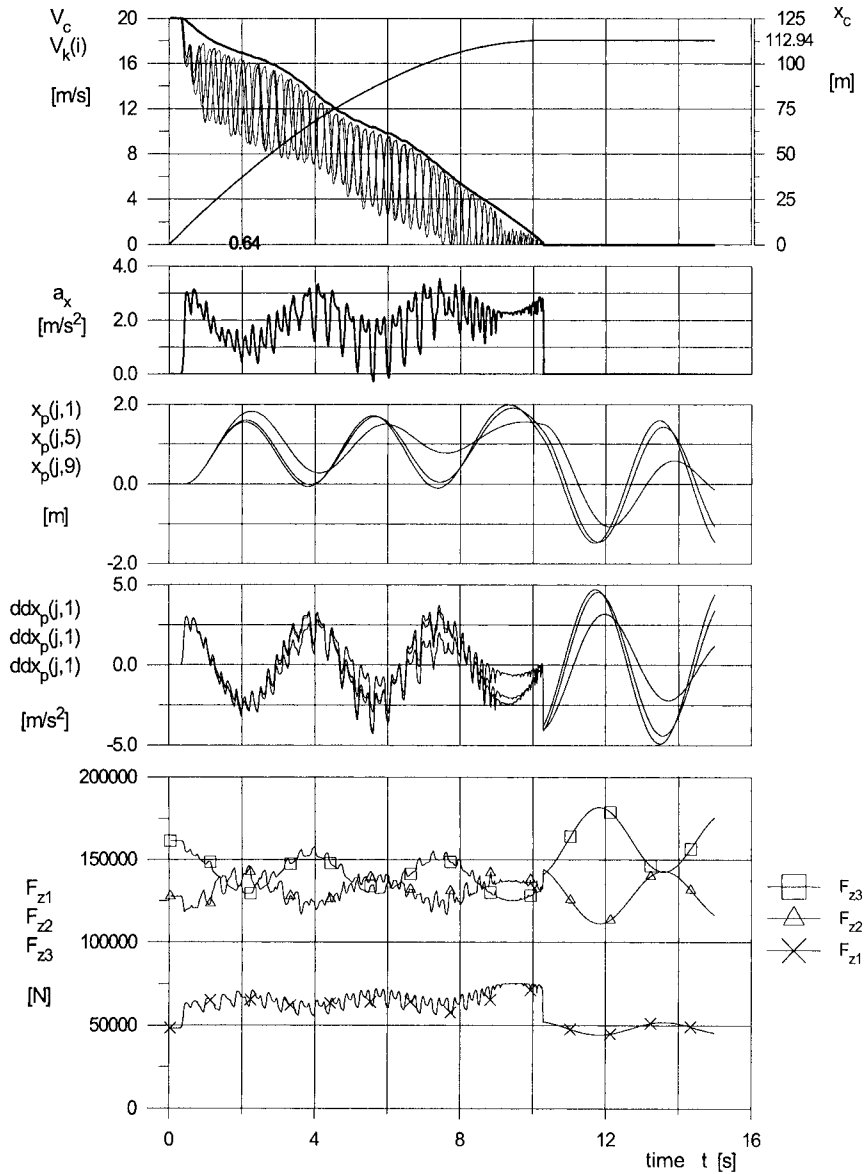 V_c
V_k(i)
[m/s]
20
16
12
8
4
0
0.64
125
112.94
100
75
50
25
0
x_c
[m]
a_x
[m/s²]
4.0
2.0
0.0
x_p(j,1)
x_p(j,5)
x_p(j,9)
[m]
2.0
0.0
-2.0
ddx_p(j,1)
ddx_p(j,1)
ddx_p(j,1)
[m/s²]
5.0
0.0
-5.0
F_z1
F_z2
F_z3
[N]
200000
150000
100000
50000
0
F_z3
F_z2
F_z1
0 4 8 12 16
time t [s]